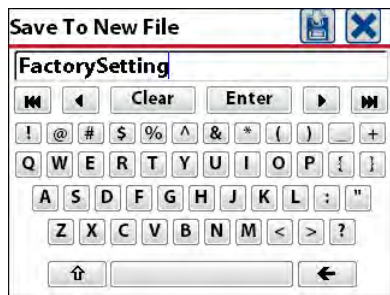 Save To New File
FactorySetting
Clear Enter
! @ # $ % ^ & * ( ) _ +
Q W E R T Y U I O P { }
A S D F G H J K L : "
Z X C V B N M < > ?